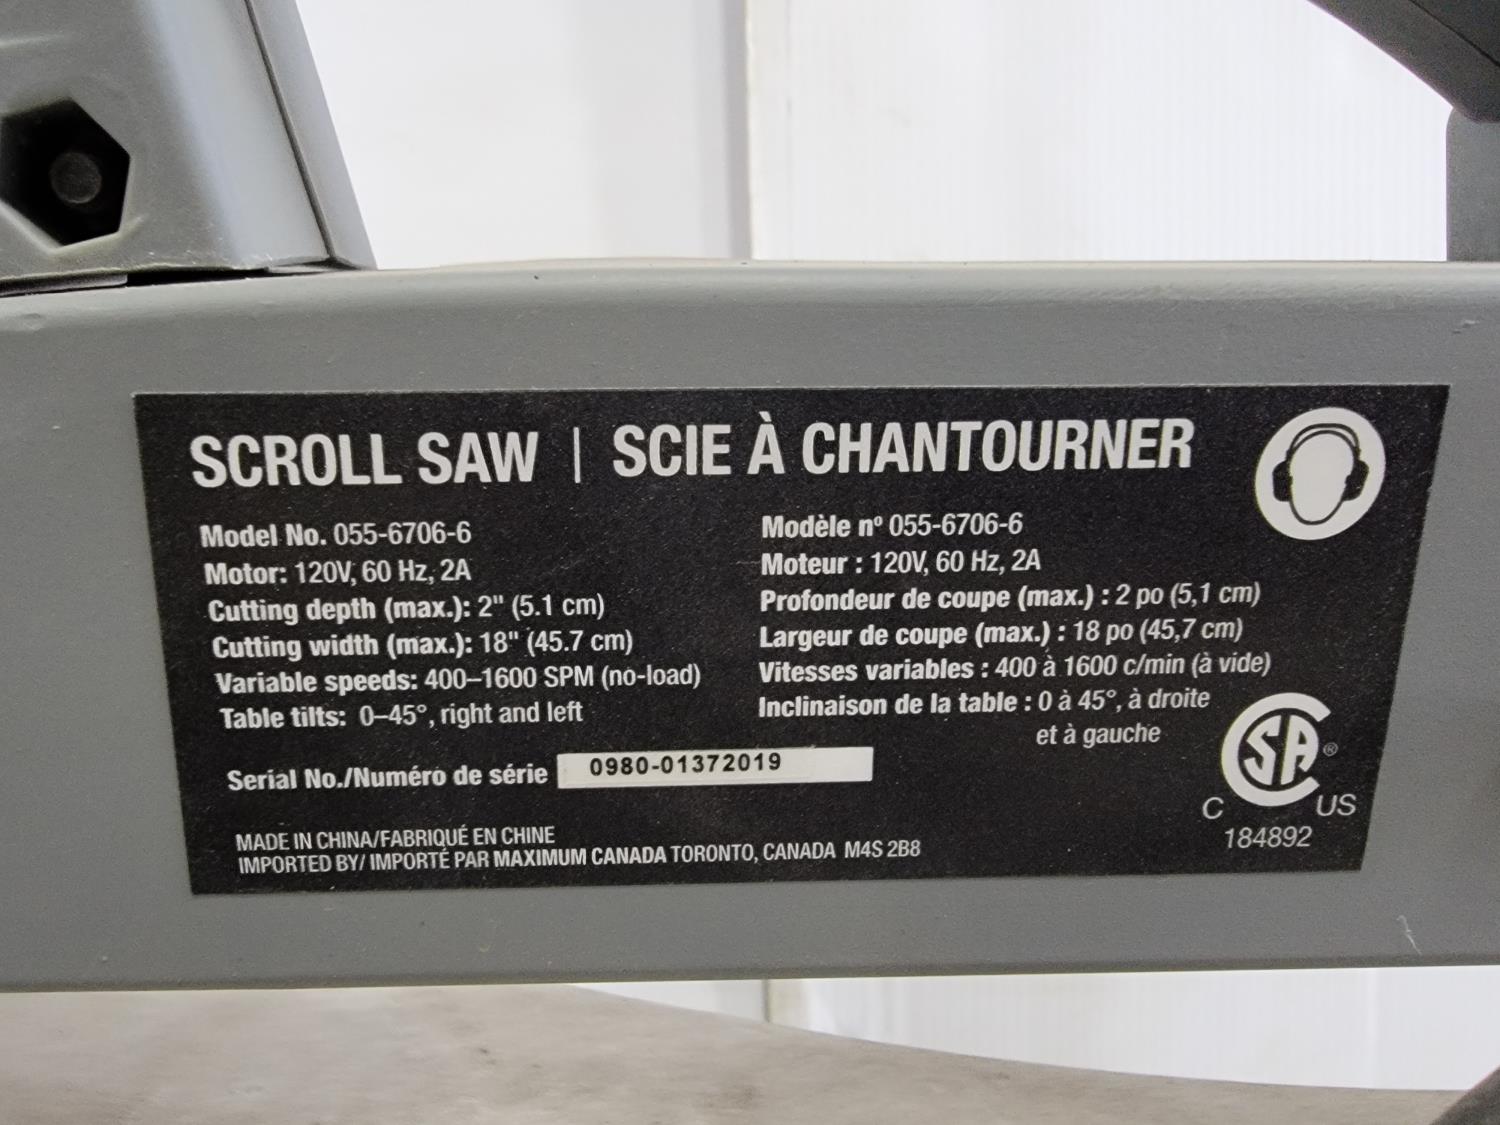 SCROLL SAW | SCIE À CHANTOURNER
Model No. 055-6706-6
Motor: 120V, 60 Hz, 2A
Cutting depth (max.): 2" (5.1 cm)
Cutting width (max.): 18" (45.7 cm)
Variable speeds: 400–1600 SPM (no-load)
Table tilts: 0–45°, right and left
Modèle nº 055-6706-6
Moteur : 120V, 60 Hz, 2A
Profondeur de coupe (max.) : 2 po (5,1 cm)
Largeur de coupe (max.) : 18 po (45,7 cm)
Vitesses variables : 400 à 1600 c/min (à vide)
Inclinaison de la table : 0 à 45°, à droite
et à gauche
Serial No./Numéro de série 0980-01372019
MADE IN CHINA/FABRIQUÉ EN CHINE
IMPORTED BY/ IMPORTÉ PAR MAXIMUM CANADA TORONTO, CANADA M4S 2B8
CSA®
C US
184892